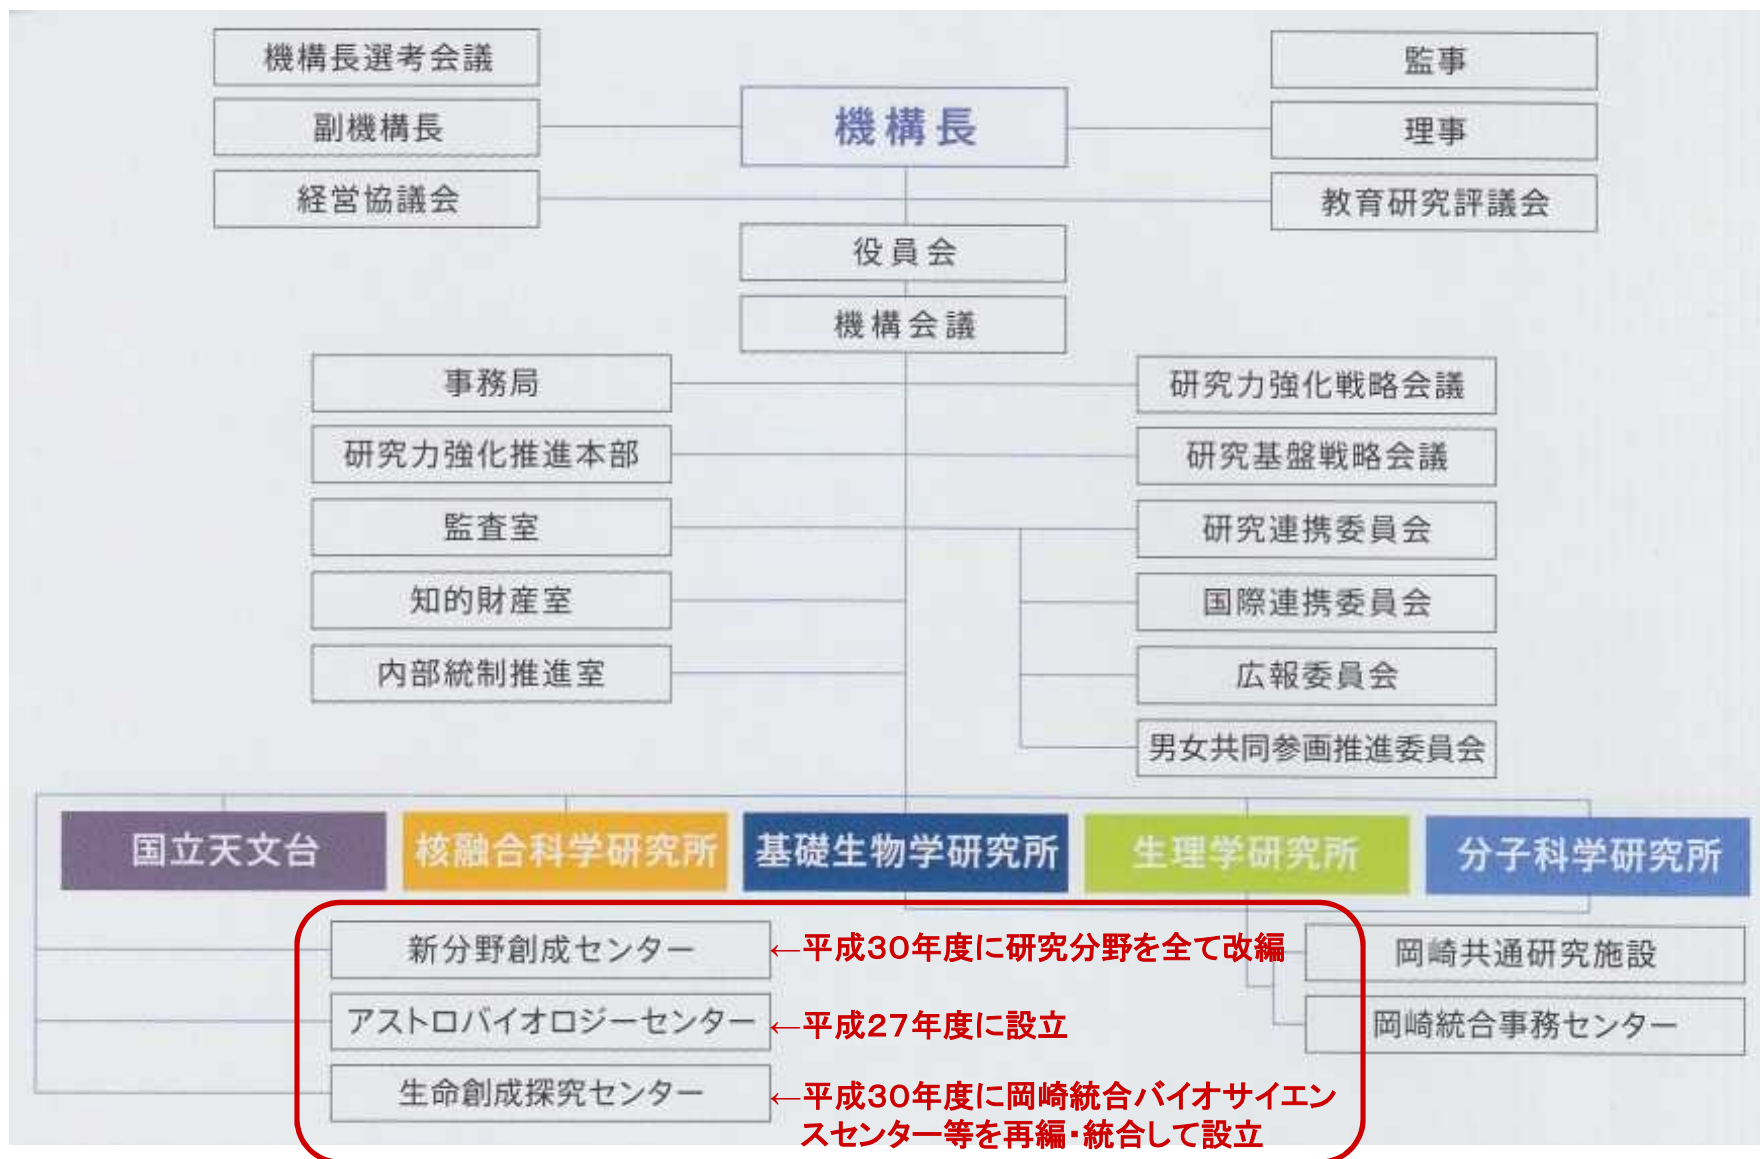 機構長選考会議
監事
機構長
副機構長
理事
経営協議会
教育研究評議会
役員会
機構会議
事務局
研究力強化戦略会議
研究力強化推進本部
研究基盤戦略会議
監査室
研究連携委員会
知的財産室
国際連携委員会
内部統制推進室
広報委員会
男女共同参画推進委員会
国立天文台
核融合科学研究所
基礎生物学研究所
生理学研究所
分子科学研究所
新分野創成センター
←平成30年度に研究分野を全て改編
岡崎共通研究施設
アストロバイオロジーセンター
←平成27年度に設立
岡崎統合事務センター
生命創成探究センター
←平成30年度に岡崎統合バイオサイエン
スセンター等を再編・統合して設立